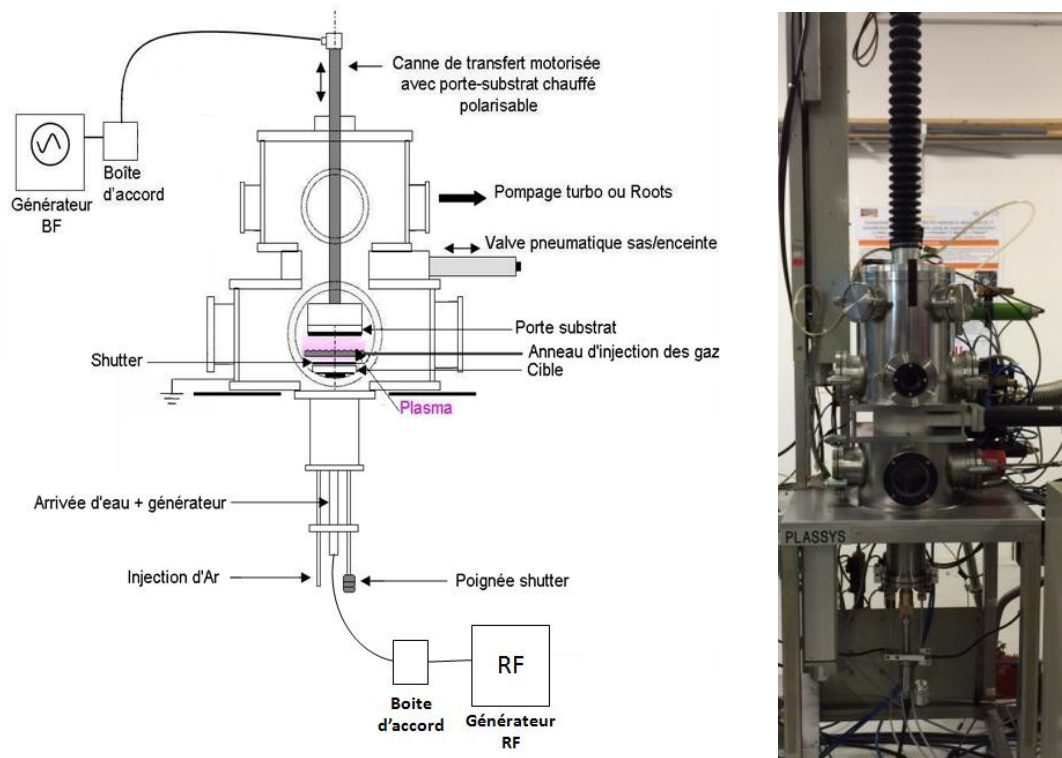 Canne de transfert motorisée
avec porte-substrat chauffé
polarisable
Générateur
BF
Boîte
d'accord
Pompage turbo ou Roots
Valve pneumatique sas/enceinte
Porte substrat
Anneau d'injection des gaz
Shutter
Cible
Plasma
Arrivée d'eau + générateur
Injection d'Ar
Poignée shutter
RF
Boite
d'accord
Générateur
RF
PLASSYS